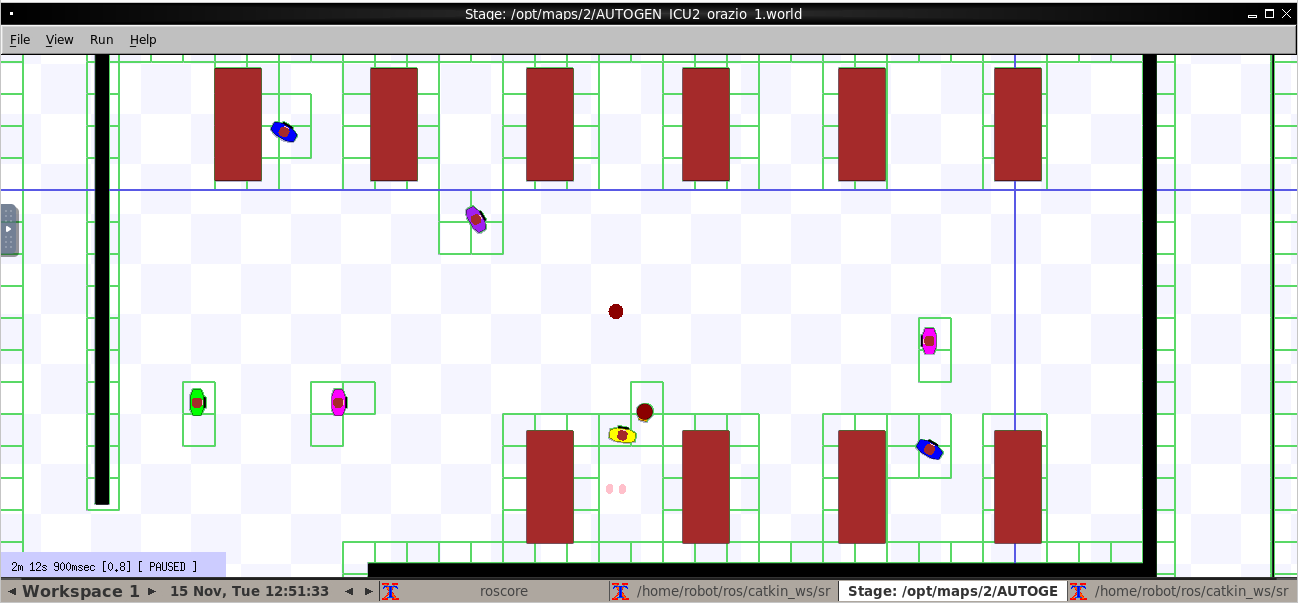 Stage: /opt/maps/2/AUTOGEN_ICU2_orazio_1.world
File View Run Help
2m 12s 900msec [0.8] [ PAUSED ]
Workspace 1 15 Nov, Tue 12:51:33 roscore /home/robot/ros/catkin_ws/sr Stage: /opt/maps/2/AUTOGE /home/robot/ros/catkin_ws/sr